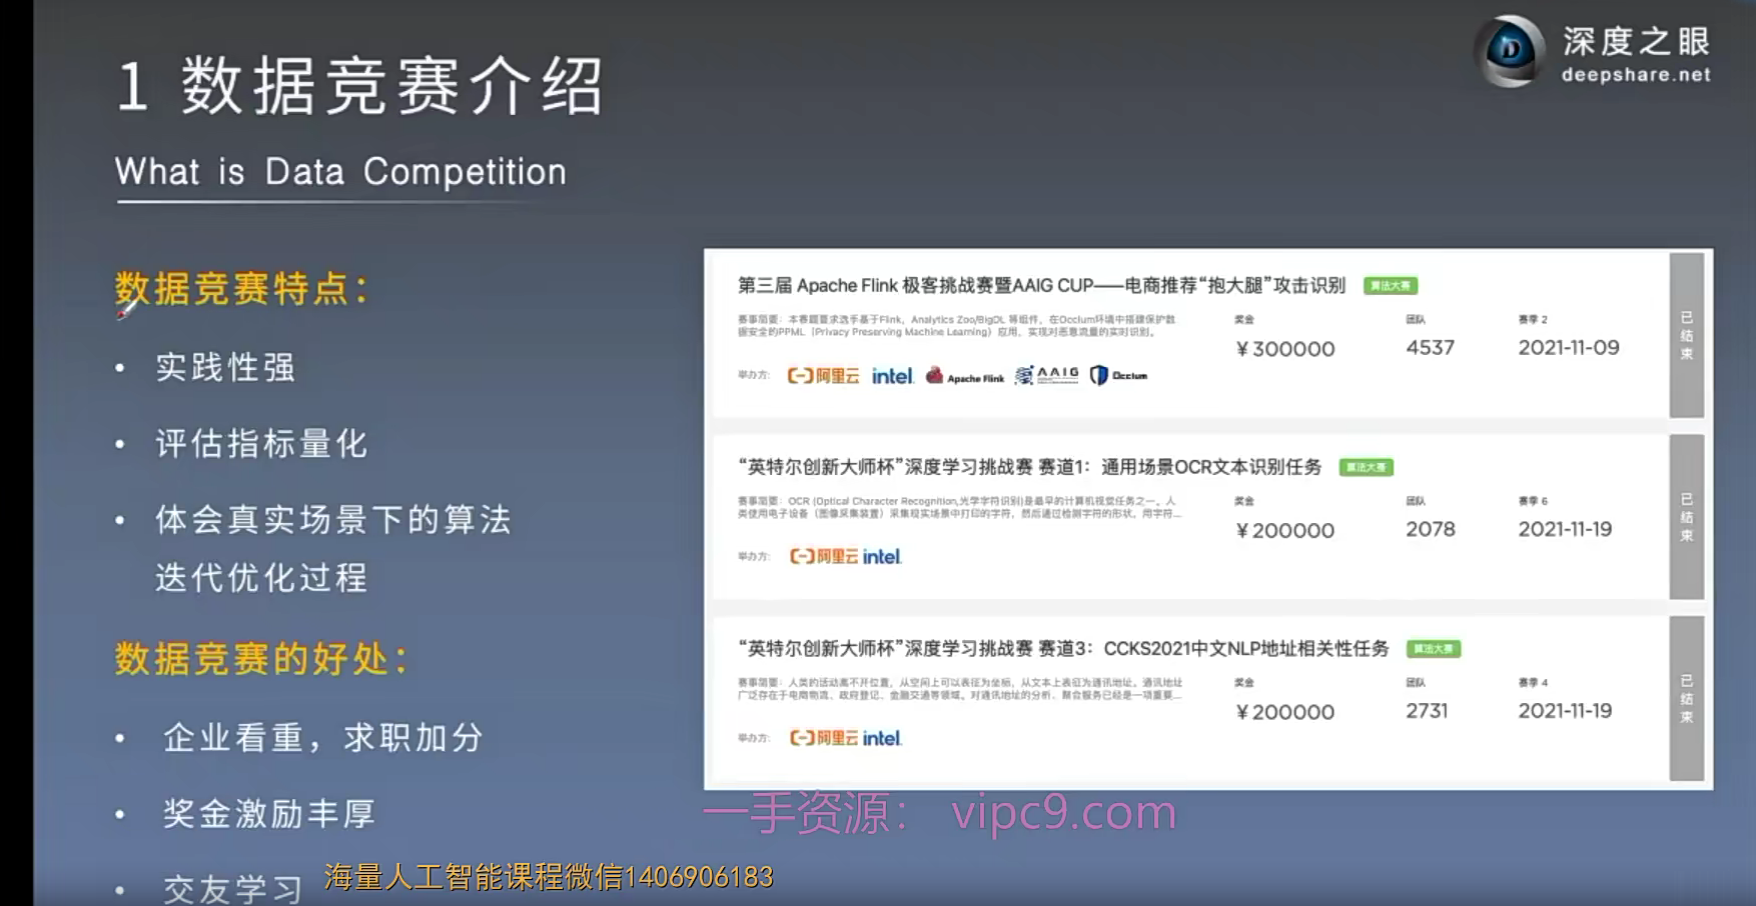 1 数据竞赛介绍
What is Data Competition
深度之眼
deepshare.net
数据竞赛特点：
• 实践性强
• 评估指标量化
• 体会真实场景下的算法
迭代优化过程
数据竞赛的好处：
• 企业看重，求职加分
• 奖金激励丰厚
• 交友学习
第三届 Apache Flink 极客挑战赛暨AAIG CUP——电商推荐“抱大腿”攻击识别 算法大赛
赛事简要：本赛题要求选手基于Flink，Analytics Zoo/BigDL 等组件，在Occlum环境中搭建保护数
据安全的PPML（Privacy Preserving Machine Learning）应用，实现对恶意流量的实时识别。
奖金 团队 赛季 2
￥300000 4537 2021-11-09
举办方: 阿里云 intel. Apache Flink AAIG Occlum
已结束
“英特尔创新大师杯”深度学习挑战赛 赛道1：通用场景OCR文本识别任务 算法大赛
赛事简要：OCR (Optical Character Recognition,光学字符识别)是最早的计算机视觉任务之一。人
类使用电子设备（图像采集装置）采集现实场景中打印的字符，然后通过检测字符的形状，用字符...
奖金 团队 赛季 6
￥200000 2078 2021-11-19
举办方: 阿里云 intel.
已结束
“英特尔创新大师杯”深度学习挑战赛 赛道3：CCKS2021中文NLP地址相关性任务 算法大赛
赛事简要：人类的活动离不开位置，从空间上可以表征为坐标，从文本上表征为通讯地址。通讯地址
广泛存在于电商物流、政府登记、金融交通等领域。对通讯地址的分析、聚合服务已经是一项重要...
奖金 团队 赛季 4
￥200000 2731 2021-11-19
举办方: 阿里云 intel.
已结束
一手资源： vipc9.com
海量人工智能课程微信1406906183